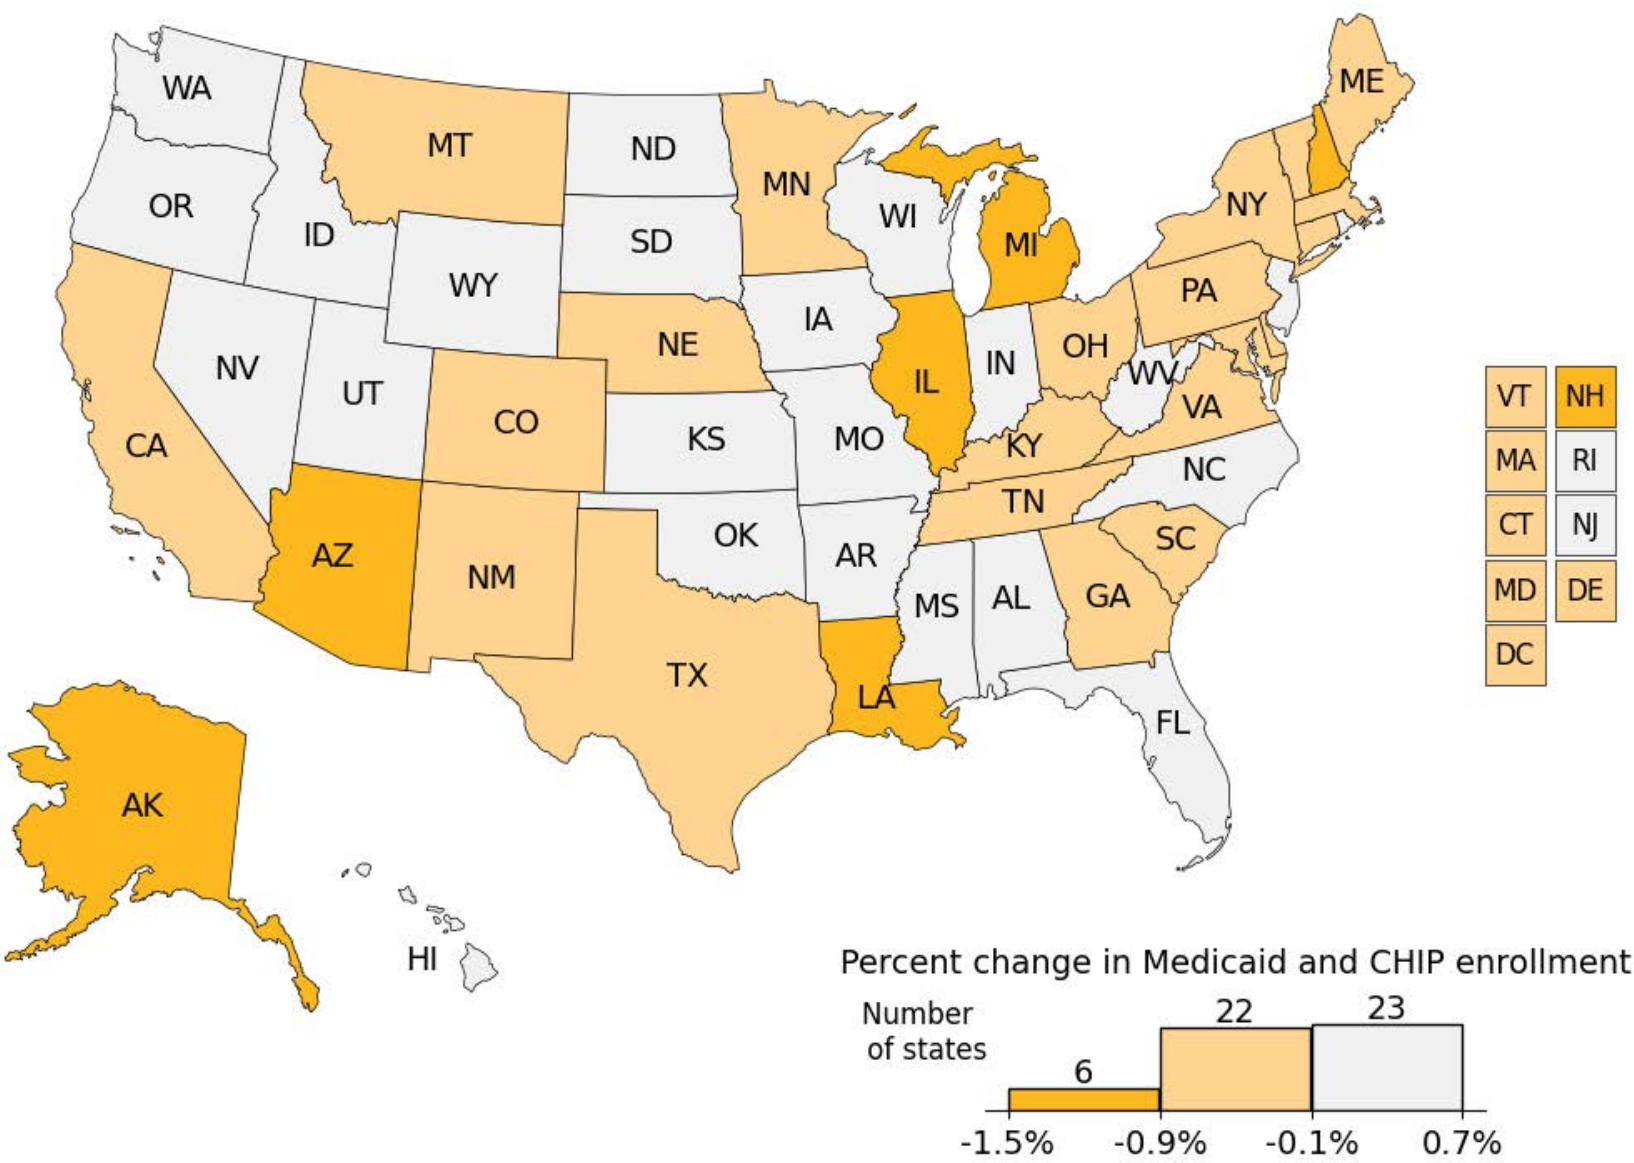 ME
WA
MT
ND
MN
OR
NY
WI
ID
SD
MI
WY
PA
IA
NE
OH
IN
NV
WV
IL
UT
VT
NH
CO
VA
KS
MO
CA
KY
MA
RI
NC
TN
CT
NJ
OK
SC
AZ
AR
NM
MD
DE
GA
AL
MS
DC
TX
LA
FL
AK
HI
Percent change in Medicaid and CHIP enrollment
Number
of states
6
22
23
-1.5%
-0.9%
-0.1%
0.7%